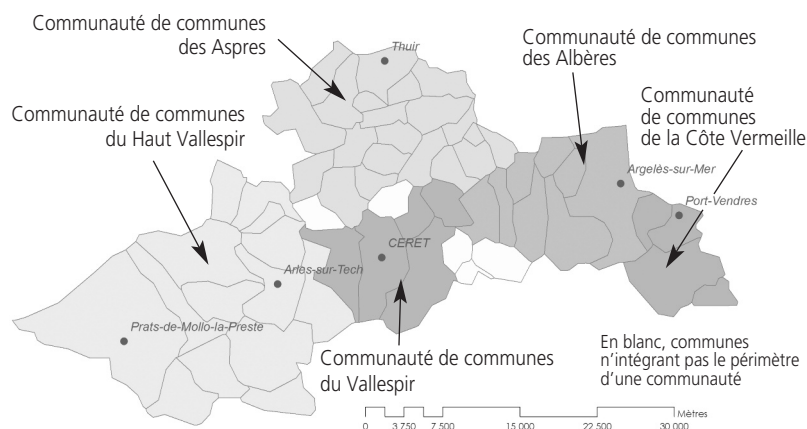 Communauté de communes
des Aspres
Thuir
Communauté de communes
des Albères
Communauté
de communes
de la Côte Vermeille
Communauté de communes
du Haut Vallespir
Argelès-sur-Mer
Port-Vendres
CERET
Arles-sur-Tech
Prats-de-Mollo-la-Preste
Communauté de communes
du Vallespir
En blanc, communes
n'intégrant pas le périmètre
d'une communauté
Mètres
0 3 750 7 500 15 000 22 500 30 000